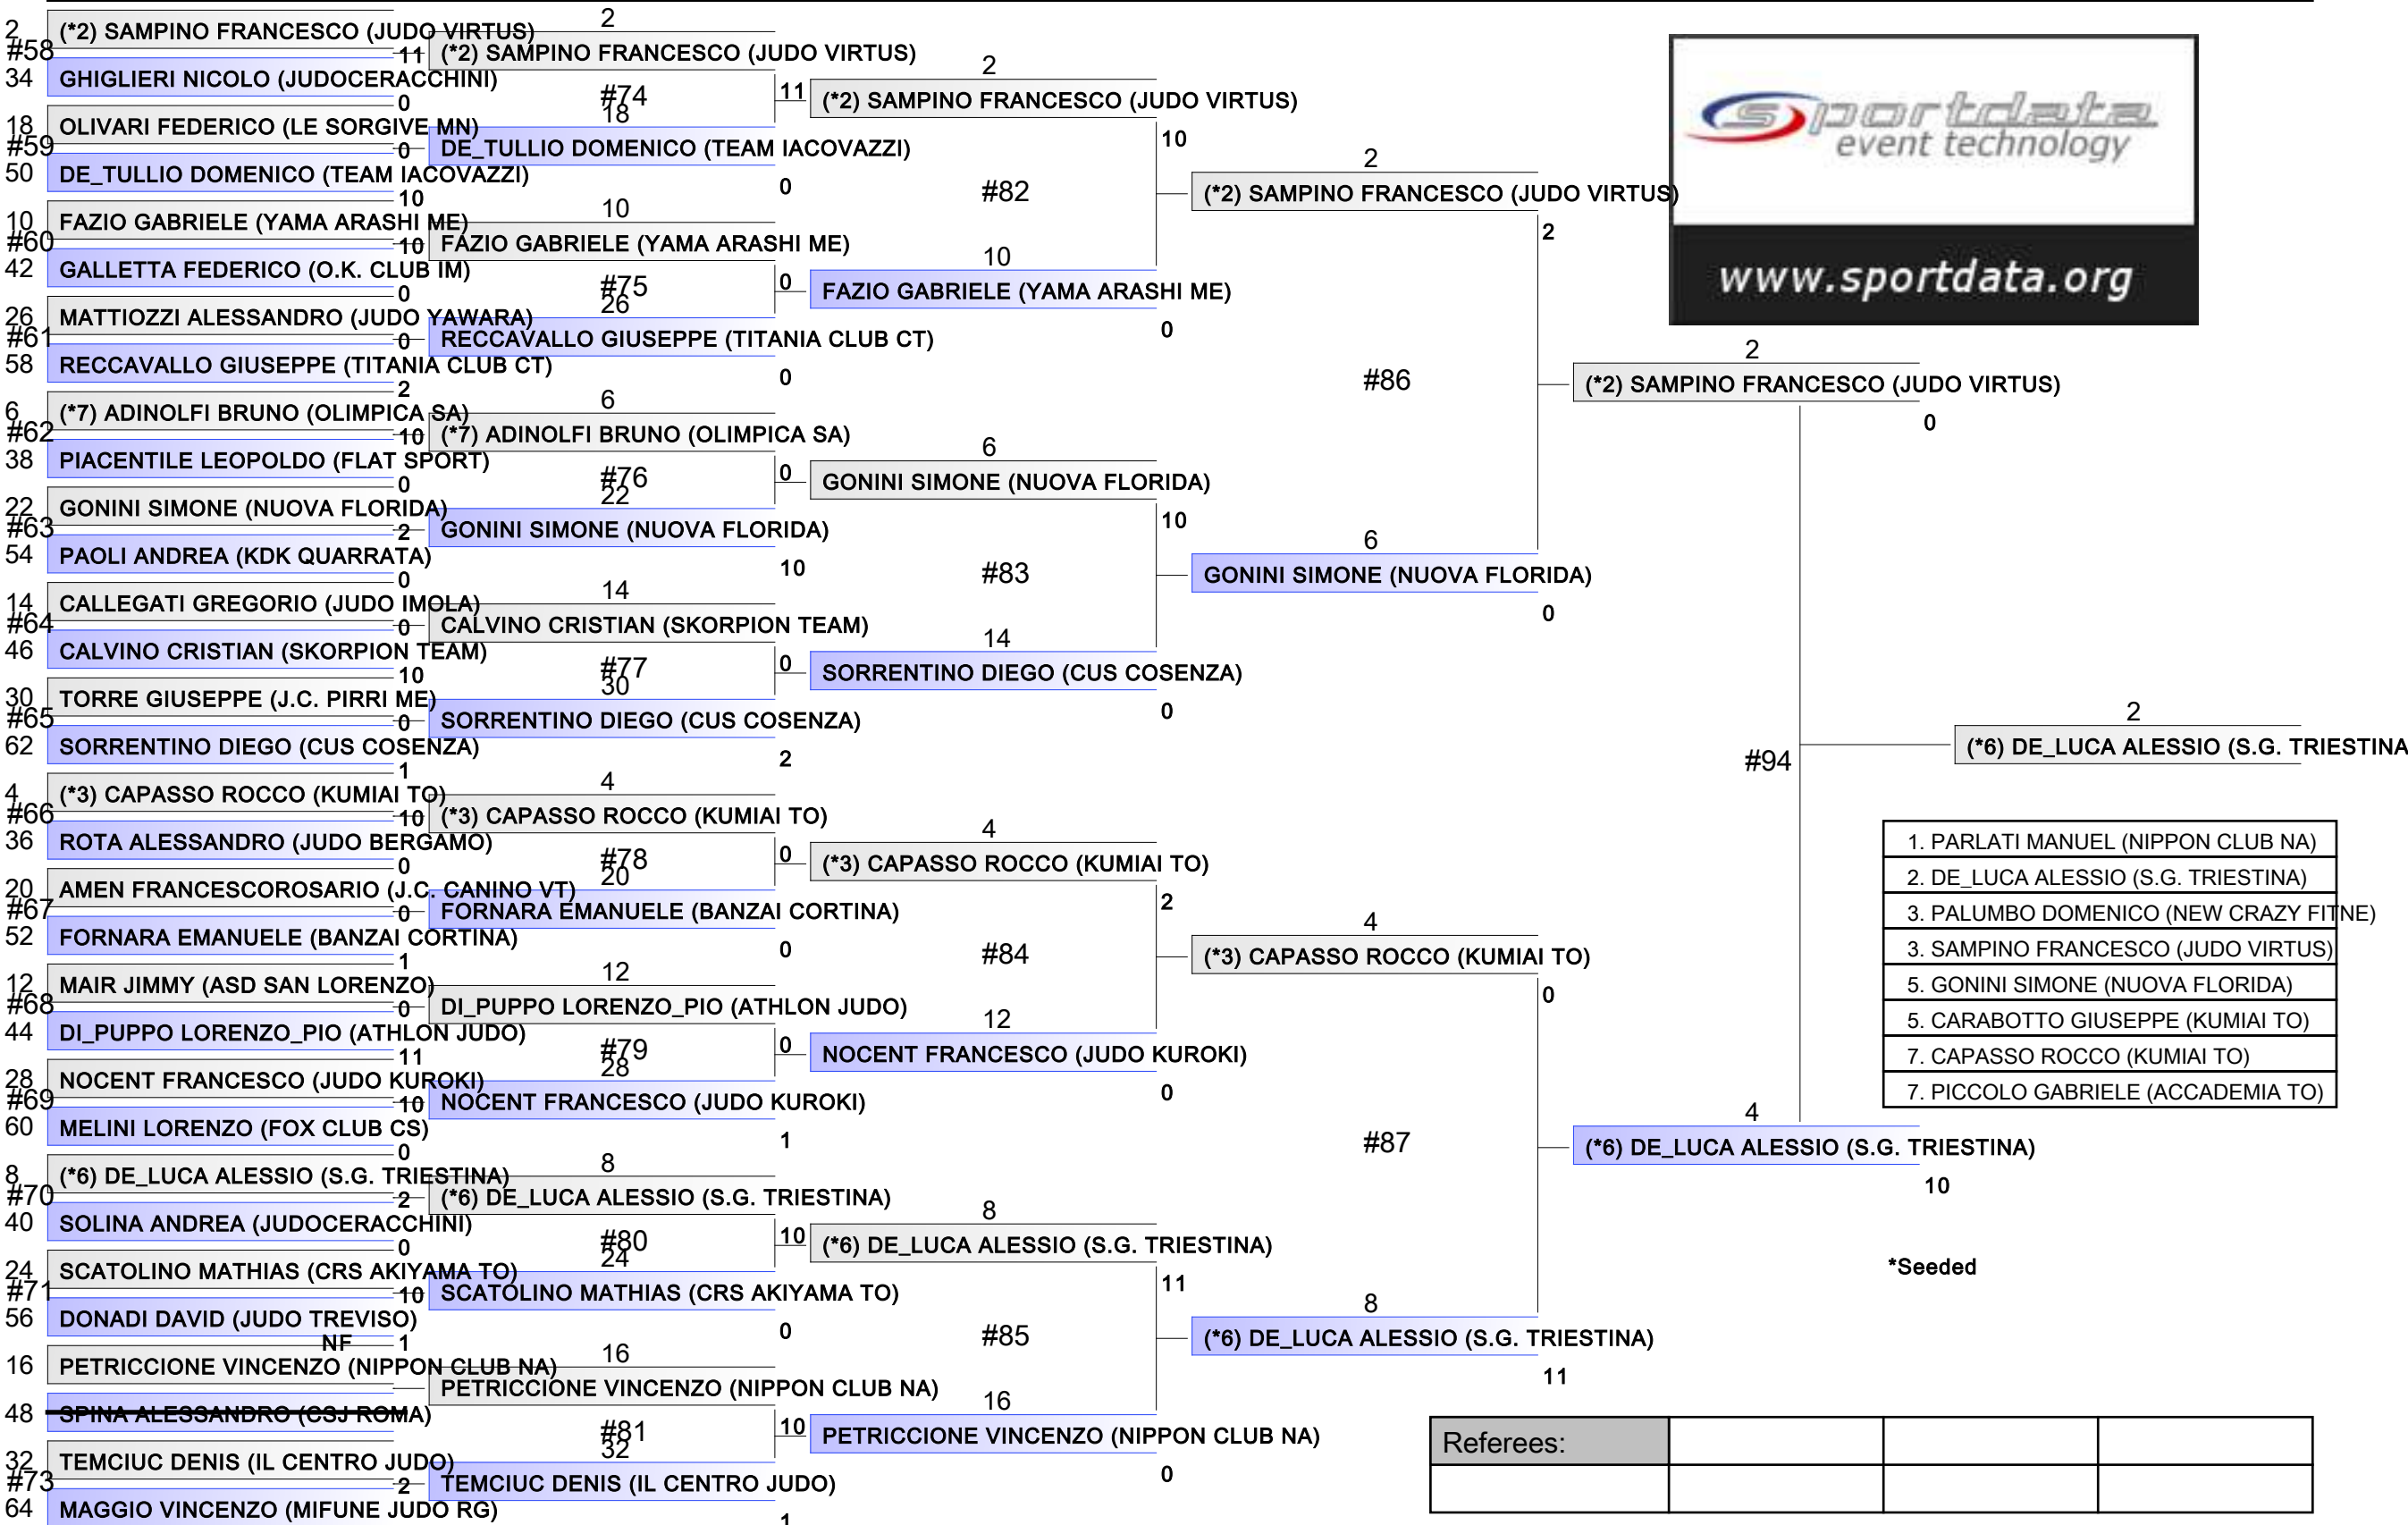 2
(*2) SAMPINO FRANCESCO (JUDO VIRTUS)
#58
11
34
GHIGLIERI NICOLO (JUDOCERACCHINI)
0
18
OLIVARI FEDERICO (LE SORGIVE MN)
#59
0
50
DE_TULLIO DOMENICO (TEAM IACOVAZZI)
10
10
FAZIO GABRIELE (YAMA ARASHI ME)
#60
10
42
GALLETTA FEDERICO (O.K. CLUB IM)
0
26
MATTIOZZI ALESSANDRO (JUDO YAWARA)
#61
0
58
RECCAVALLO GIUSEPPE (TITANIA CLUB CT)
2
6
(*7) ADINOLFI BRUNO (OLIMPICA SA)
#62
10
38
PIACENTILE LEOPOLDO (FLAT SPORT)
0
22
GONINI SIMONE (NUOVA FLORIDA)
#63
2
54
PAOLI ANDREA (KDK QUARRATA)
0
14
CALLEGATI GREGORIO (JUDO IMOLA)
#64
0
46
CALVINO CRISTIAN (SKORPION TEAM)
10
30
TORRE GIUSEPPE (J.C. PIRRI ME)
#65
0
62
SORRENTINO DIEGO (CUS COSENZA)
1
4
(*3) CAPASSO ROCCO (KUMIAI TO)
#66
10
36
ROTA ALESSANDRO (JUDO BERGAMO)
0
20
AMEN FRANCESCOROSARIO (J.C. CANINO VT)
#67
0
52
FORNARA EMANUELE (BANZAI CORTINA)
1
12
MAIR JIMMY (ASD SAN LORENZO)
#68
0
44
DI_PUPPO LORENZO_PIO (ATHLON JUDO)
11
28
NOCENT FRANCESCO (JUDO KUROKI)
#69
10
60
MELINI LORENZO (FOX CLUB CS)
0
8
(*6) DE_LUCA ALESSIO (S.G. TRIESTINA)
#70
2
40
SOLINA ANDREA (JUDOCERACCHINI)
0
24
SCATOLINO MATHIAS (CRS AKIYAMA TO)
#71
10
56
DONADI DAVID (JUDO TREVISO)
1
NF
16
PETRICCIONE VINCENZO (NIPPON CLUB NA)
48
SPINA ALESSANDRO (CSJ ROMA)
32
TEMCIUC DENIS (IL CENTRO JUDO)
#73
2
64
MAGGIO VINCENZO (MIFUNE JUDO RG)
2
(*2) SAMPINO FRANCESCO (JUDO VIRTUS)
#74
11
18
DE_TULLIO DOMENICO (TEAM IACOVAZZI)
0
10
FAZIO GABRIELE (YAMA ARASHI ME)
#75
0
26
RECCAVALLO GIUSEPPE (TITANIA CLUB CT)
0
6
(*7) ADINOLFI BRUNO (OLIMPICA SA)
#76
0
22
GONINI SIMONE (NUOVA FLORIDA)
10
14
CALVINO CRISTIAN (SKORPION TEAM)
#77
0
30
SORRENTINO DIEGO (CUS COSENZA)
2
4
(*3) CAPASSO ROCCO (KUMIAI TO)
#78
0
20
FORNARA EMANUELE (BANZAI CORTINA)
0
12
DI_PUPPO LORENZO_PIO (ATHLON JUDO)
#79
0
28
NOCENT FRANCESCO (JUDO KUROKI)
1
8
(*6) DE_LUCA ALESSIO (S.G. TRIESTINA)
#80
10
24
SCATOLINO MATHIAS (CRS AKIYAMA TO)
0
16
PETRICCIONE VINCENZO (NIPPON CLUB NA)
#81
10
32
TEMCIUC DENIS (IL CENTRO JUDO)
1
2
(*2) SAMPINO FRANCESCO (JUDO VIRTUS)
10
#82
10
FAZIO GABRIELE (YAMA ARASHI ME)
0
6
GONINI SIMONE (NUOVA FLORIDA)
10
#83
14
SORRENTINO DIEGO (CUS COSENZA)
0
4
(*3) CAPASSO ROCCO (KUMIAI TO)
2
#84
12
NOCENT FRANCESCO (JUDO KUROKI)
0
8
(*6) DE_LUCA ALESSIO (S.G. TRIESTINA)
11
#85
16
PETRICCIONE VINCENZO (NIPPON CLUB NA)
0
2
(*2) SAMPINO FRANCESCO (JUDO VIRTUS)
2
#86
6
GONINI SIMONE (NUOVA FLORIDA)
0
4
(*3) CAPASSO ROCCO (KUMIAI TO)
0
#87
8
(*6) DE_LUCA ALESSIO (S.G. TRIESTINA)
11
2
(*2) SAMPINO FRANCESCO (JUDO VIRTUS)
0
#94
4
(*6) DE_LUCA ALESSIO (S.G. TRIESTINA)
10
2
(*6) DE_LUCA ALESSIO (S.G. TRIESTINA
sportdata
event technology
www.sportdata.org
1. PARLATI MANUEL (NIPPON CLUB NA)
2. DE_LUCA ALESSIO (S.G. TRIESTINA)
3. PALUMBO DOMENICO (NEW CRAZY FITNE)
3. SAMPINO FRANCESCO (JUDO VIRTUS)
5. GONINI SIMONE (NUOVA FLORIDA)
5. CARABOTTO GIUSEPPE (KUMIAI TO)
7. CAPASSO ROCCO (KUMIAI TO)
7. PICCOLO GABRIELE (ACCADEMIA TO)
*Seeded
Referees: